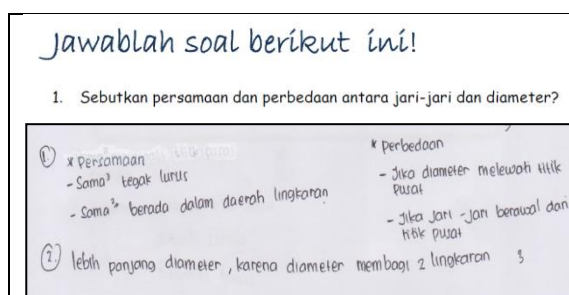 Jawablah soal berikut ini!
1. Sebutkan persamaan dan perbedaan antara jari-jari dan diameter?
1. * Persamaan
- Sama² tegak lurus
- Sama² berada dalam daerah lingkaran
* perbedaan
- Jika diameter melewati titik
pusat
- Jika Jari-Jari berawal dari
titik pusat
2. lebih panjang diameter, karena diameter membagi 2 lingkaran